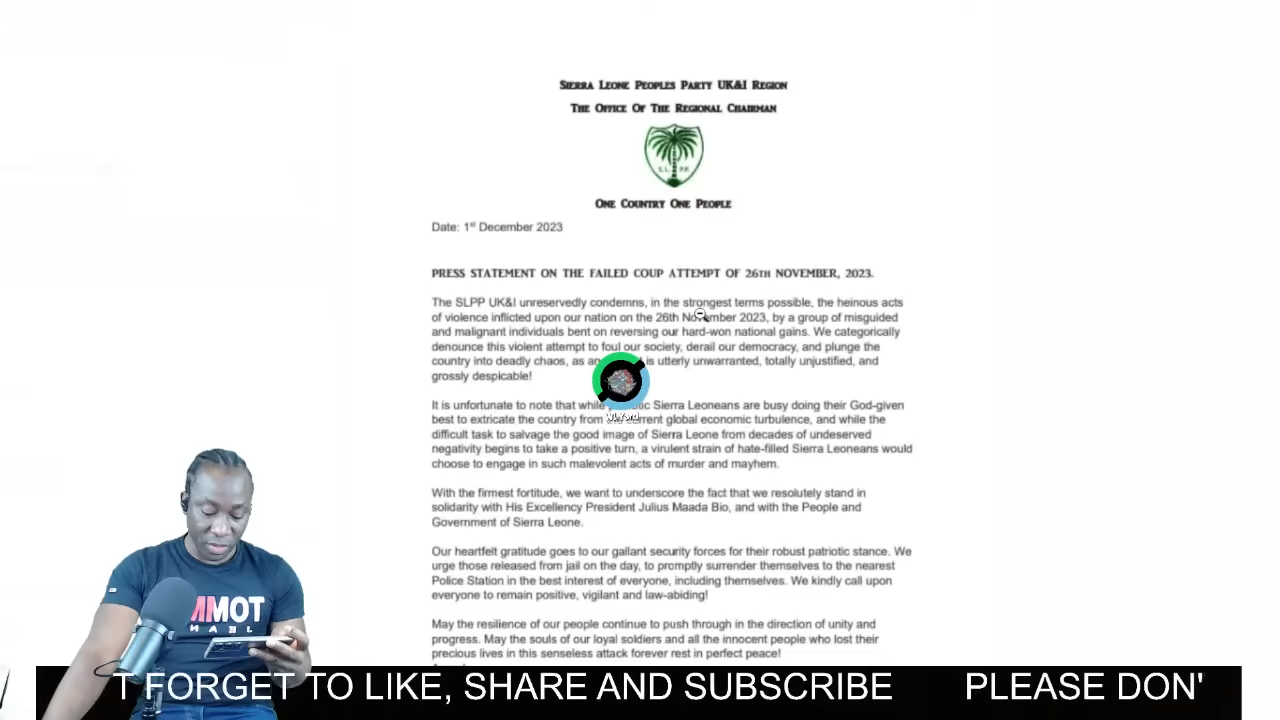 SIERRA LEONE PEOPLES PARTY UK&I REGION
THE OFFICE OF THE REGIONAL CHAIRMAN
S.L. P.P.
ONE COUNTRY ONE PEOPLE
Date: 1st December 2023
PRESS STATEMENT ON THE FAILED COUP ATTEMPT OF 26TH NOVEMBER, 2023.
The SLPP UK&I unreservedly condemns, in the strongest terms possible, the heinous acts
of violence inflicted upon our nation on the 26th November 2023, by a group of misguided
and malignant individuals bent on reversing our hard-won national gains. We categorically
denounce this violent attempt to foul our society, derail our democracy, and plunge the
country into deadly chaos, as is utterly unwarranted, totally unjustified, and
grossly despicable!
It is unfortunate to note that while Sierra Leoneans are busy doing their God-given
best to extricate the country from current global economic turbulence, and while the
difficult task to salvage the good image of Sierra Leone from decades of undeserved
negativity begins to take a positive turn, a virulent strain of hate-filled Sierra Leoneans would
choose to engage in such malevolent acts of murder and mayhem.
With the firmest fortitude, we want to underscore the fact that we resolutely stand in
solidarity with His Excellency President Julius Maada Bio, and with the People and
Government of Sierra Leone.
Our heartfelt gratitude goes to our gallant security forces for their robust patriotic stance. We
urge those released from jail on the day, to promptly surrender themselves to the nearest
Police Station in the best interest of everyone, including themselves. We kindly call upon
everyone to remain positive, vigilant and law-abiding!
May the resilience of our people continue to push through in the direction of unity and
progress. May the souls of our loyal soldiers and all the innocent people who lost their
precious lives in this senseless attack forever rest in perfect peace!
TOMM
JEAN
T FORGET TO LIKE, SHARE AND SUBSCRIBE PLEASE DON'